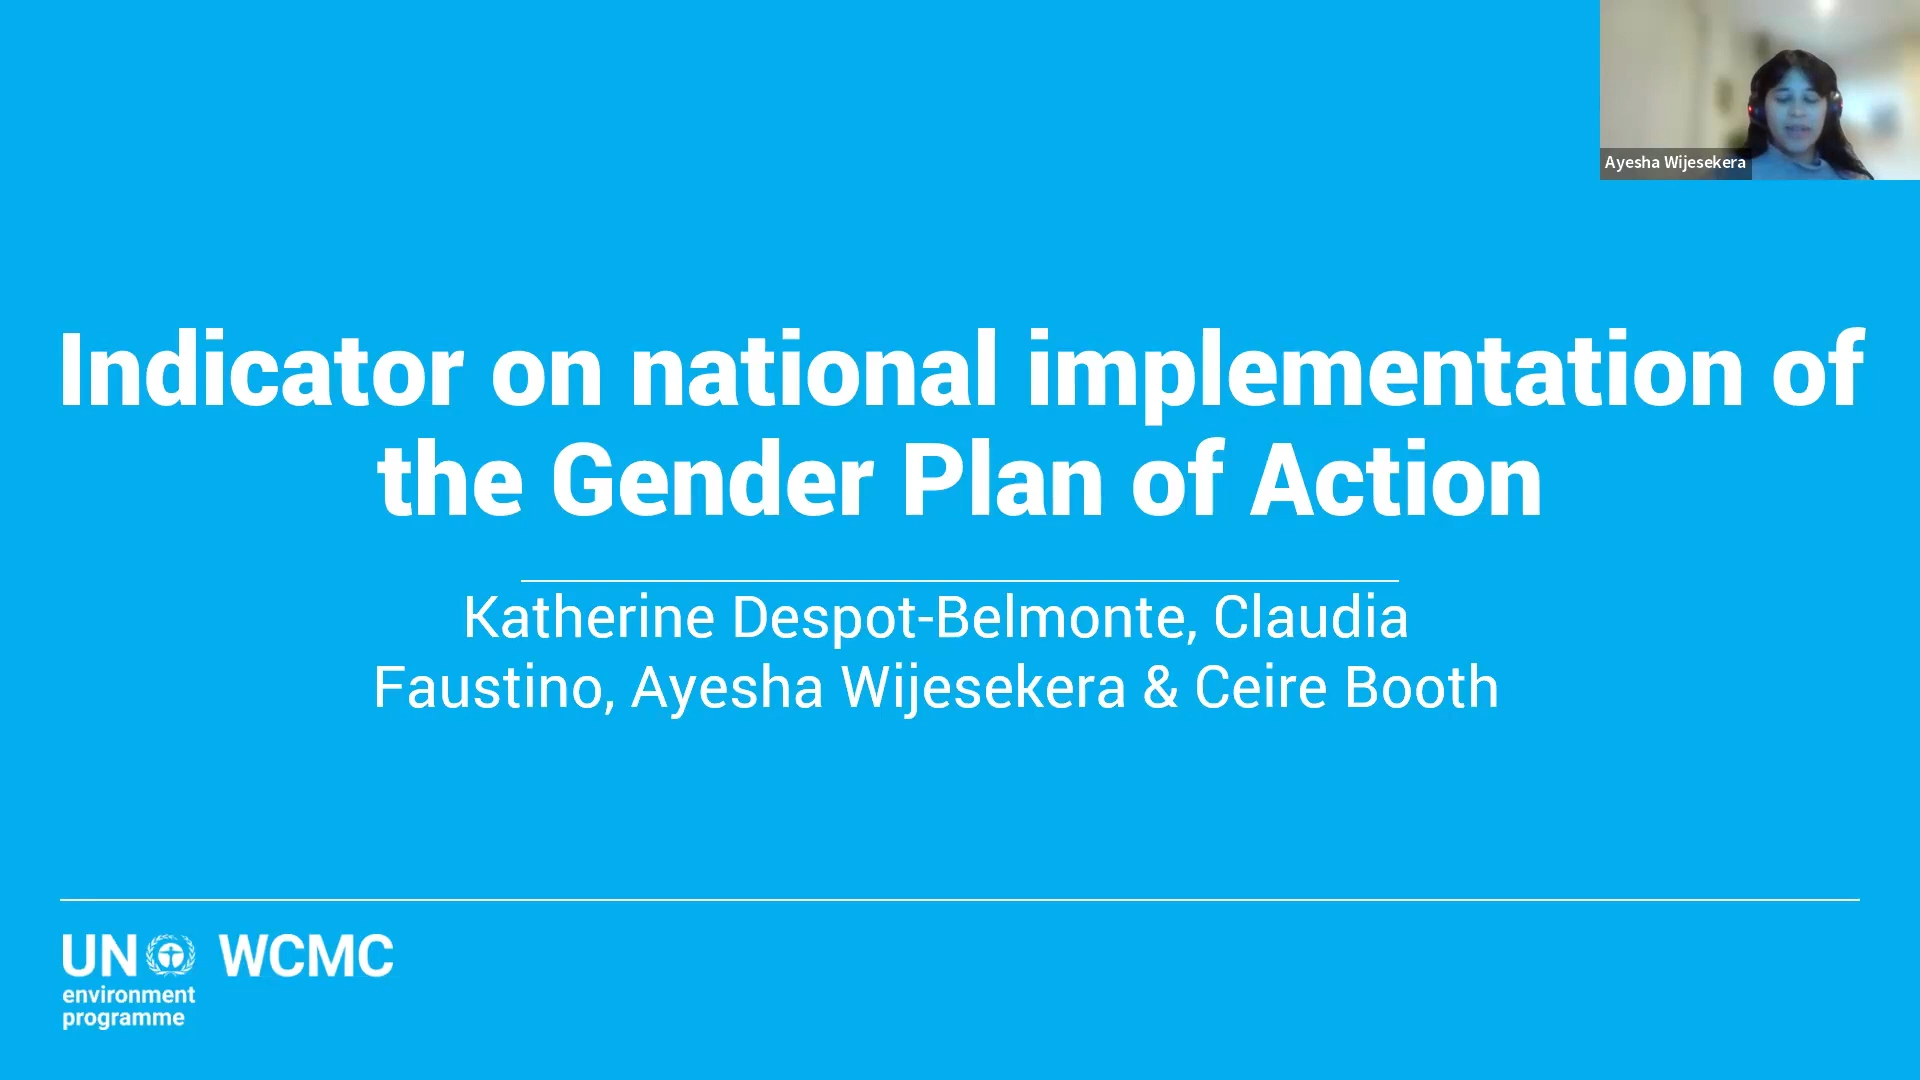 Ayesha Wijesekera
Indicator on national implementation of
the Gender Plan of Action
Katherine Despot-Belmonte, Claudia
Faustino, Ayesha Wijesekera & Ceire Booth
UN WCMC
environment
programme